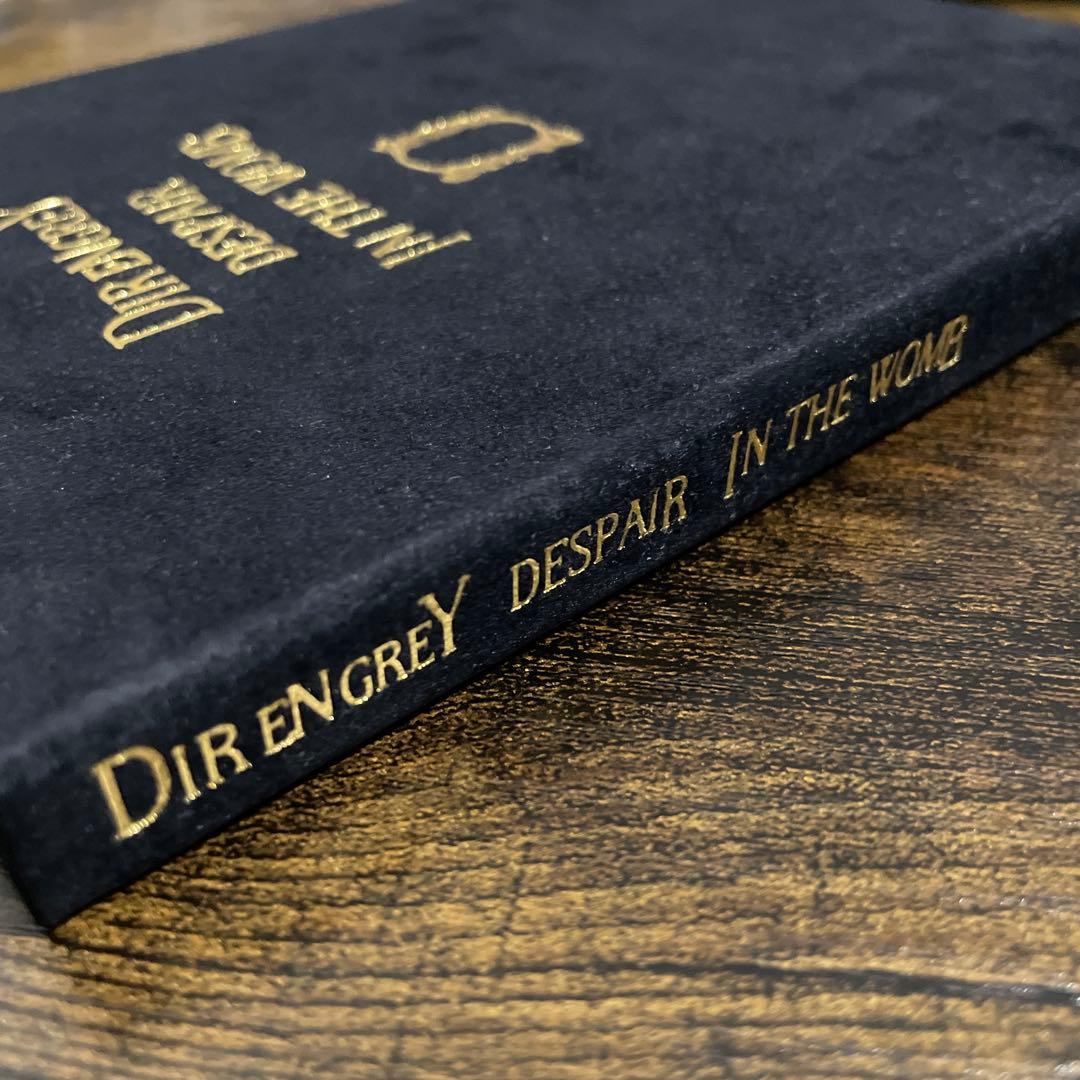 DIR EN GREY
DESPAIR
IN THE WOMB
DIR EN GREY DESPAIR IN THE WOMB